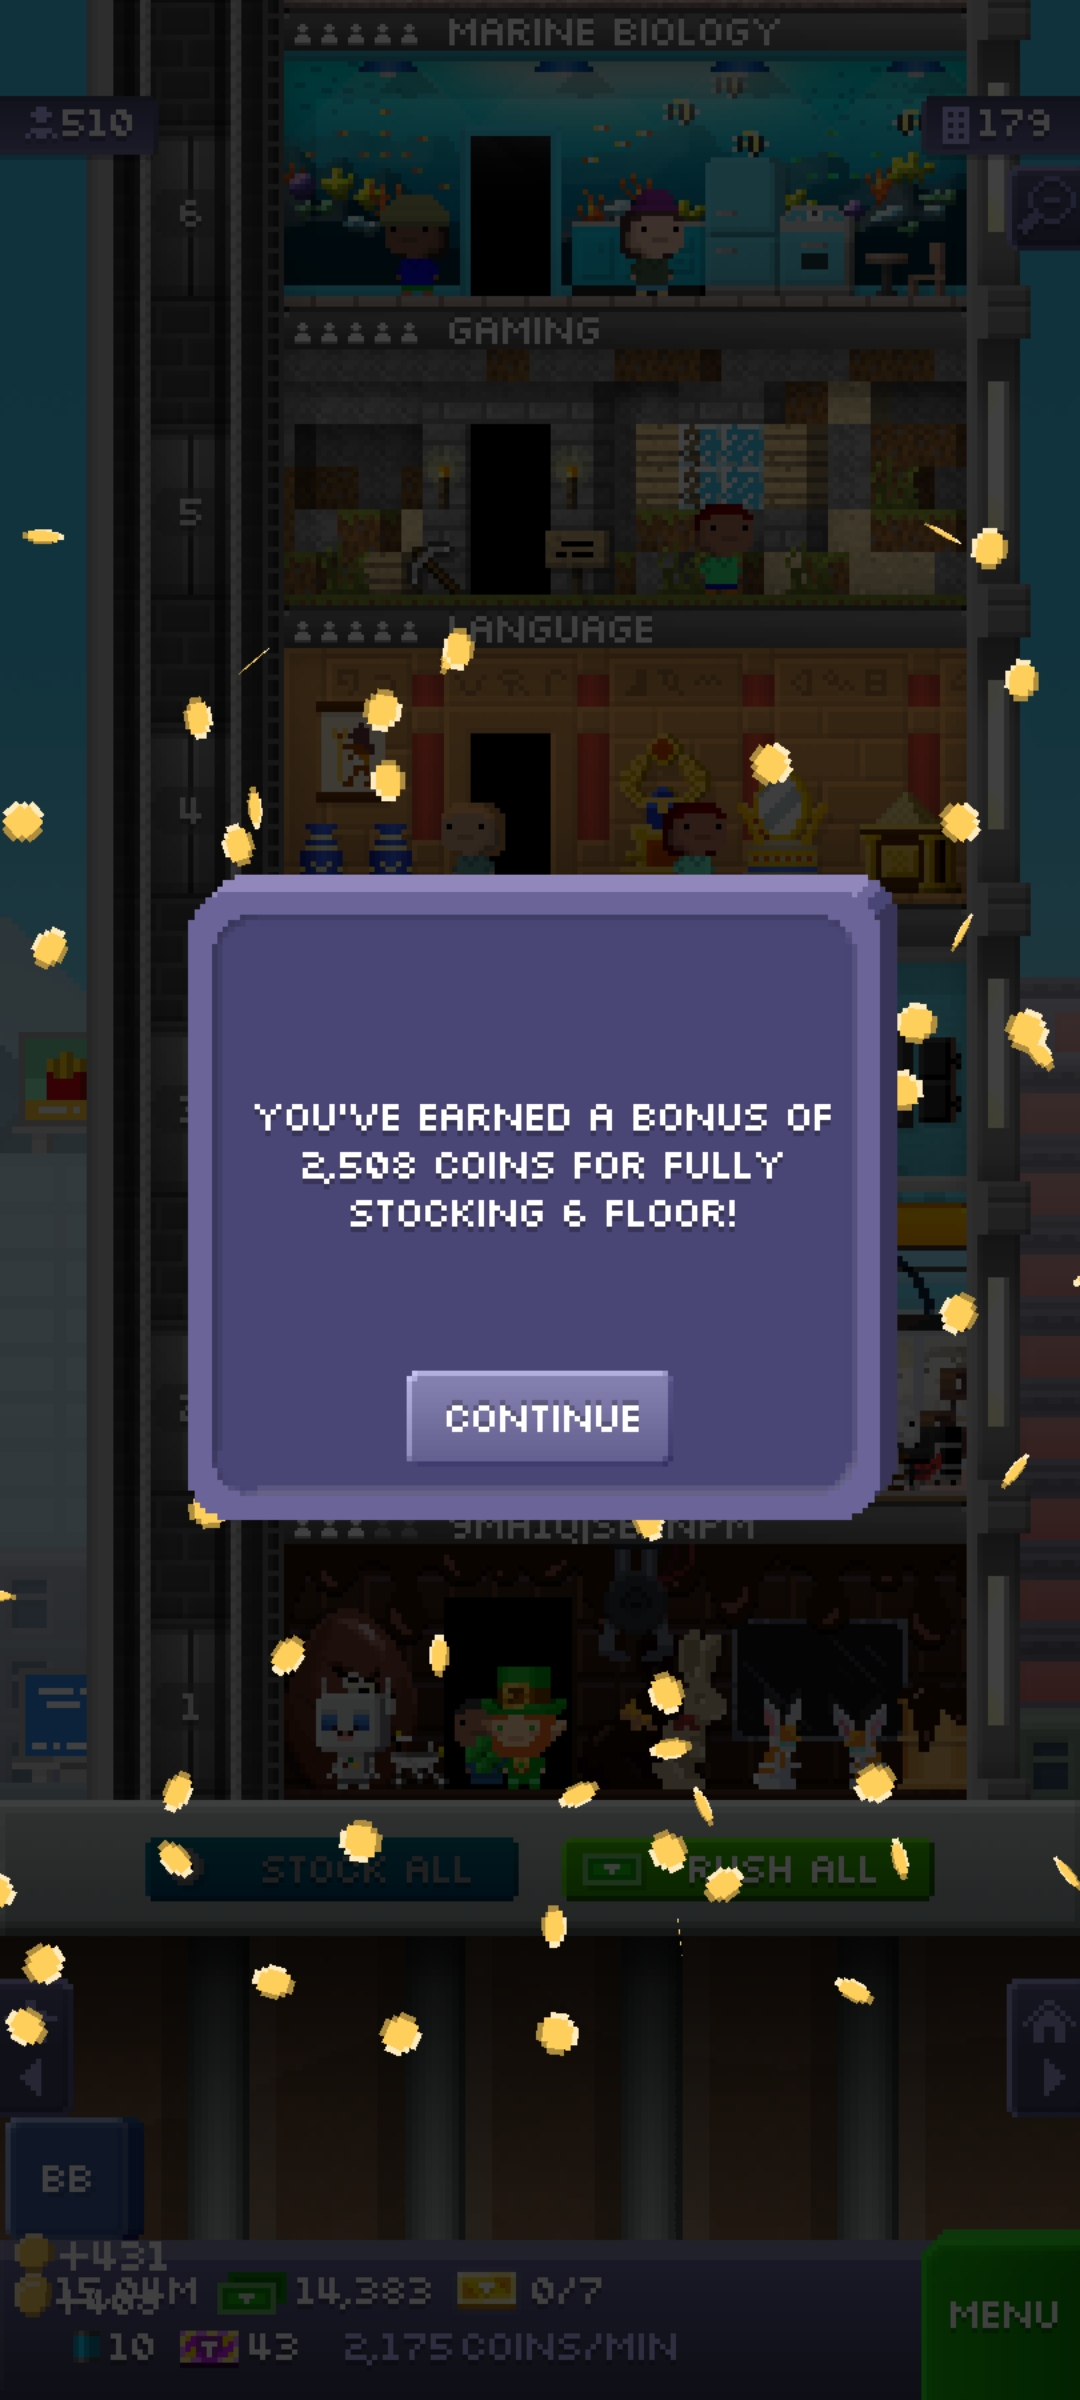 MARINE BIOLOGY
510
179
6
GAMING
5
LANGUAGE
4
YOU'VE EARNED A BONUS OF
2,508 COINS FOR FULLY
STOCKING 6 FLOOR!
CONTINUE
1
STOCK ALL
RUSH ALL
BB
+431
14,383
0/7
10
43
2,175 COINS/MIN
MENU